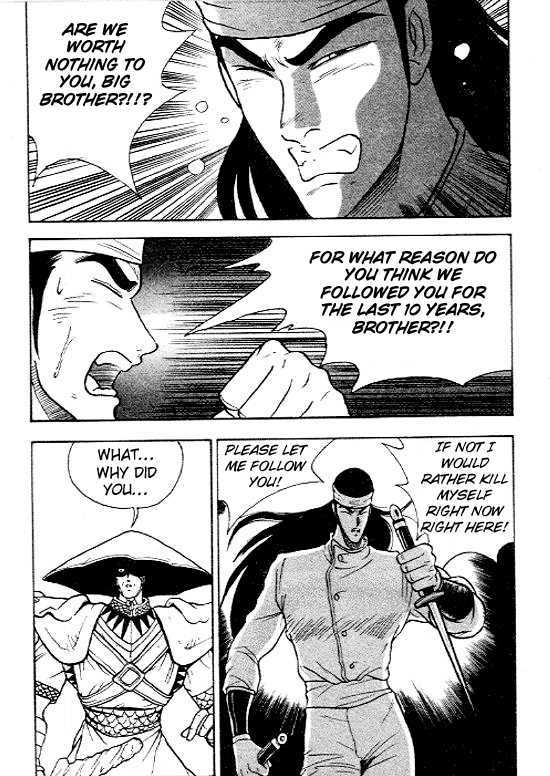 ARE WE
WORTH
NOTHING TO
YOU, BIG
BROTHER?!!?
FOR WHAT REASON DO
YOU THINK WE
FOLLOWED YOU FOR
THE LAST 10 YEARS,
BROTHER?!!
WHAT...
WHY DID
YOU...
PLEASE LET
ME FOLLOW
YOU!
IF NOT I
WOULD
RATHER KILL
MYSELF
RIGHT NOW
RIGHT HERE!